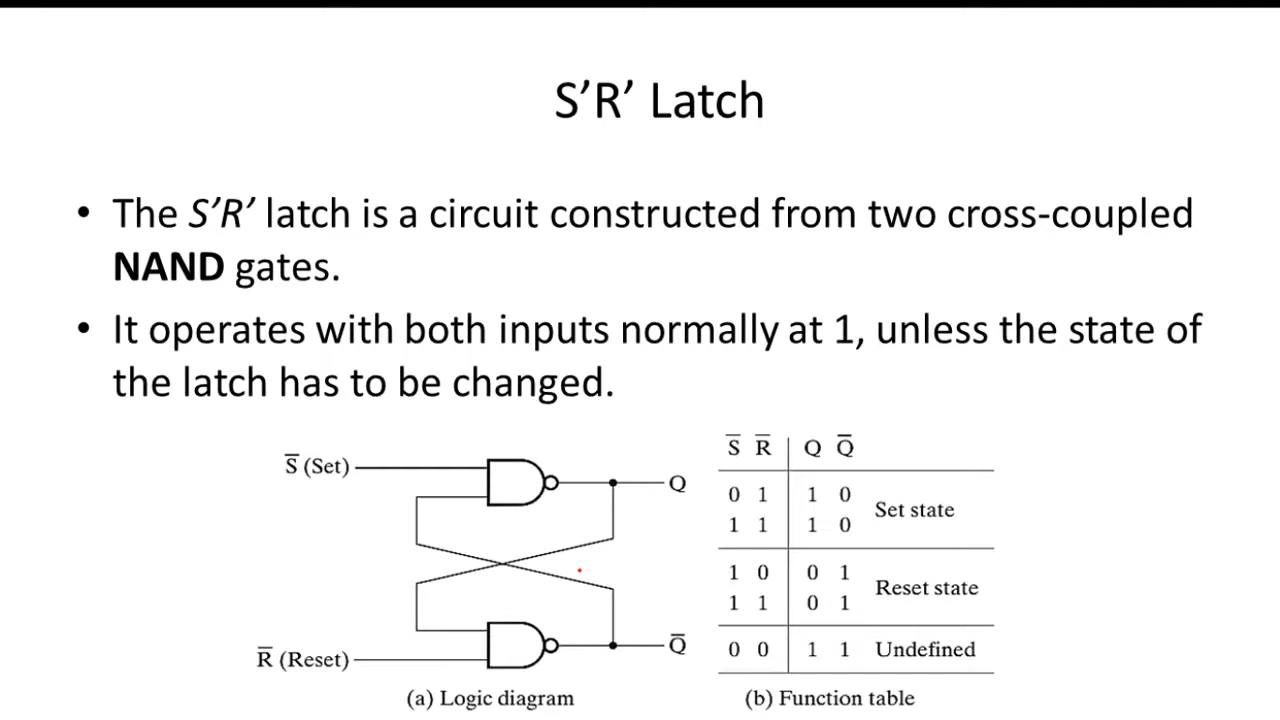 S’R’ Latch
• The S’R’ latch is a circuit constructed from two cross-coupled
NAND gates.
• It operates with both inputs normally at 1, unless the state of
the latch has to be changed.
S̅ (Set)
Q
R̅ (Reset)
Q̅
(a) Logic diagram
S̅ R̅ Q Q̅
0 1 1 0
1 1 1 0
Set state
1 0 0 1
1 1 0 1
Reset state
0 0 1 1 Undefined
(b) Function table